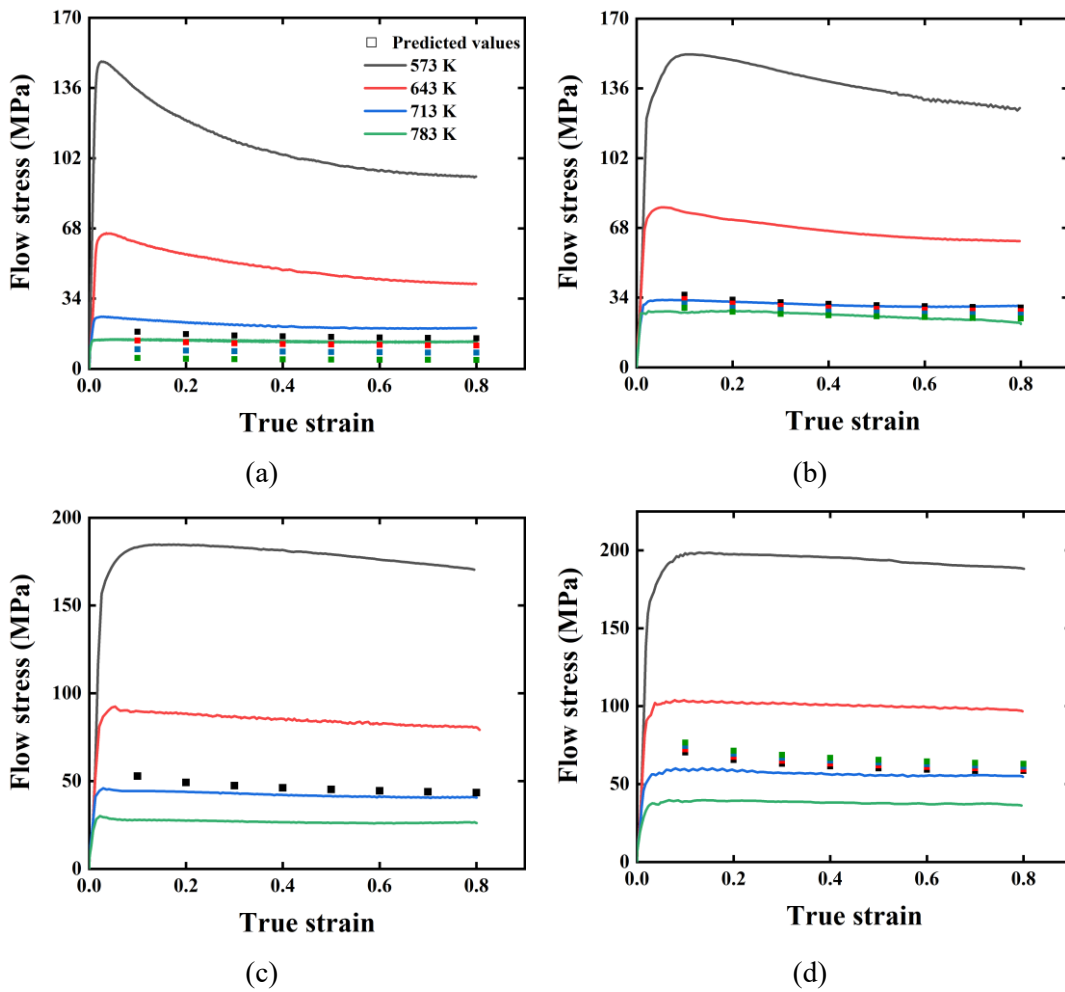 170
136
102
68
34
0
Flow stress (MPa)
Predicted values
573 K
643 K
713 K
783 K
0.0 0.2 0.4 0.6 0.8
True strain
(a)
170
136
102
68
34
0
Flow stress (MPa)
0.0 0.2 0.4 0.6 0.8
True strain
(b)
200
150
100
50
0
Flow stress (MPa)
0.0 0.2 0.4 0.6 0.8
True strain
(c)
200
150
100
50
0
Flow stress (MPa)
0.0 0.2 0.4 0.6 0.8
True strain
(d)